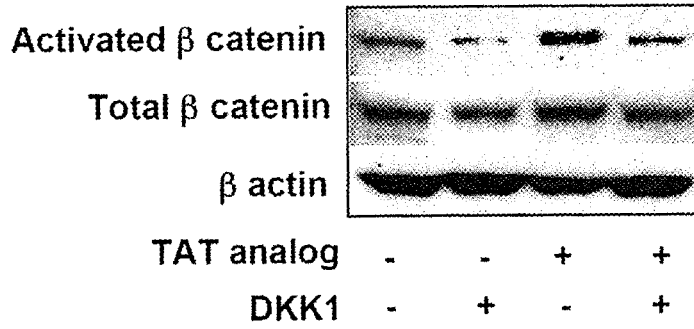 Activated β catenin
Total β catenin
β actin
TAT analog - - + +
DKK1 - + - +